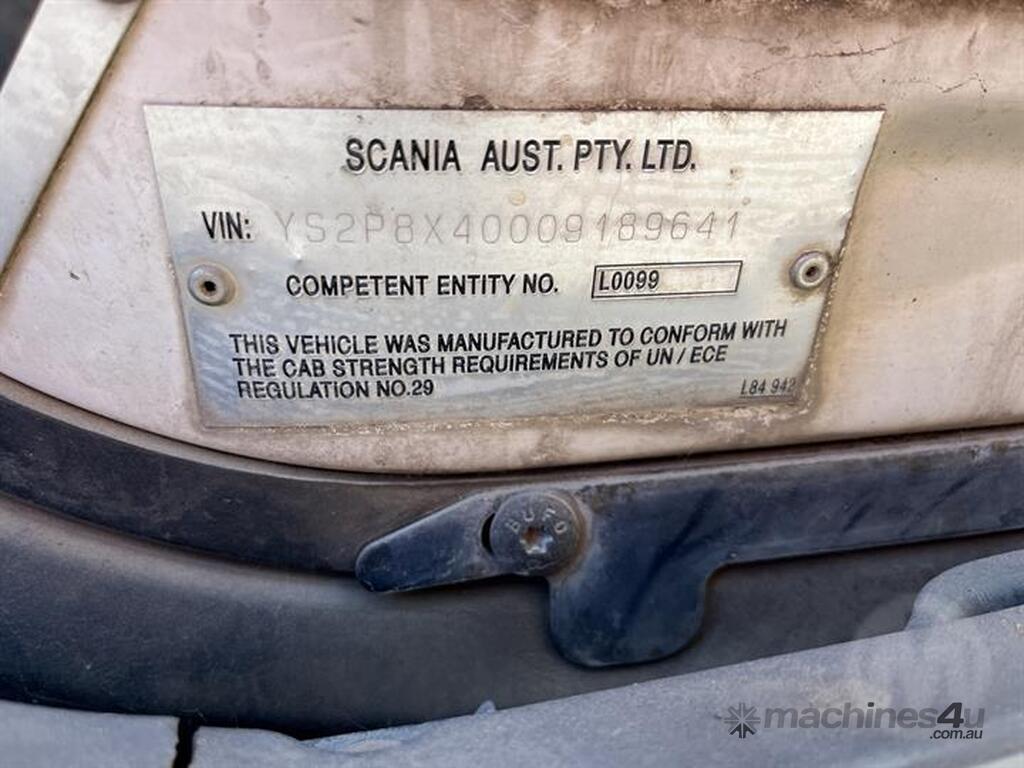 SCANIA AUST. PTY. LTD.
VIN: YS2P8X40009189641
COMPETENT ENTITY NO. L0099
THIS VEHICLE WAS MANUFACTURED TO CONFORM WITH
THE CAB STRENGTH REQUIREMENTS OF UN / ECE
REGULATION NO.29
L84 942
BUFO
machines4u
.com.au